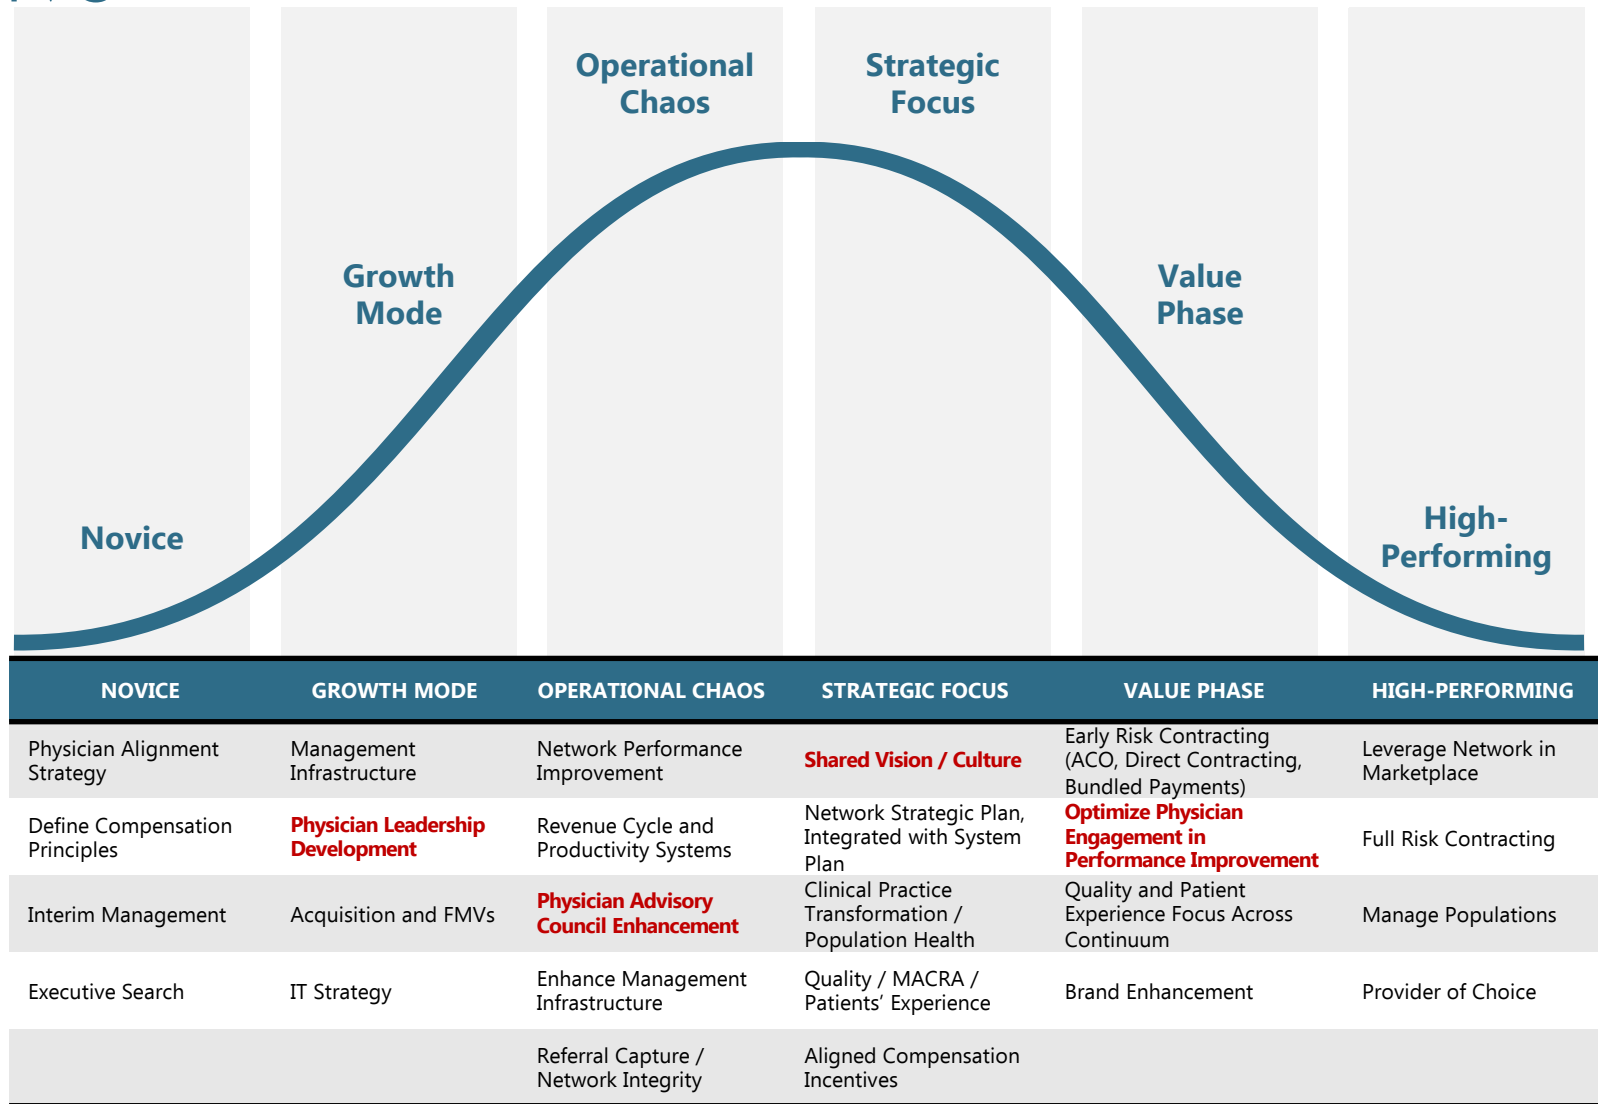 Operational
Chaos
Strategic
Focus
Growth
Mode
Value
Phase
Novice
High-
Performing
NOVICE
GROWTH MODE
OPERATIONAL CHAOS
STRATEGIC FOCUS
VALUE PHASE
HIGH-PERFORMING
Physician Alignment
Strategy
Management
Infrastructure
Network Performance
Improvement
Shared Vision / Culture
Early Risk Contracting
(ACO, Direct Contracting,
Bundled Payments)
Leverage Network in
Marketplace
Define Compensation
Principles
Physician Leadership
Development
Revenue Cycle and
Productivity Systems
Network Strategic Plan,
Integrated with System
Plan
Optimize Physician
Engagement in
Performance Improvement
Full Risk Contracting
Interim Management
Acquisition and FMVs
Physician Advisory
Council Enhancement
Clinical Practice
Transformation /
Population Health
Quality and Patient
Experience Focus Across
Continuum
Manage Populations
Executive Search
IT Strategy
Enhance Management
Infrastructure
Quality / MACRA /
Patients’ Experience
Brand Enhancement
Provider of Choice
Referral Capture /
Network Integrity
Aligned Compensation
Incentives